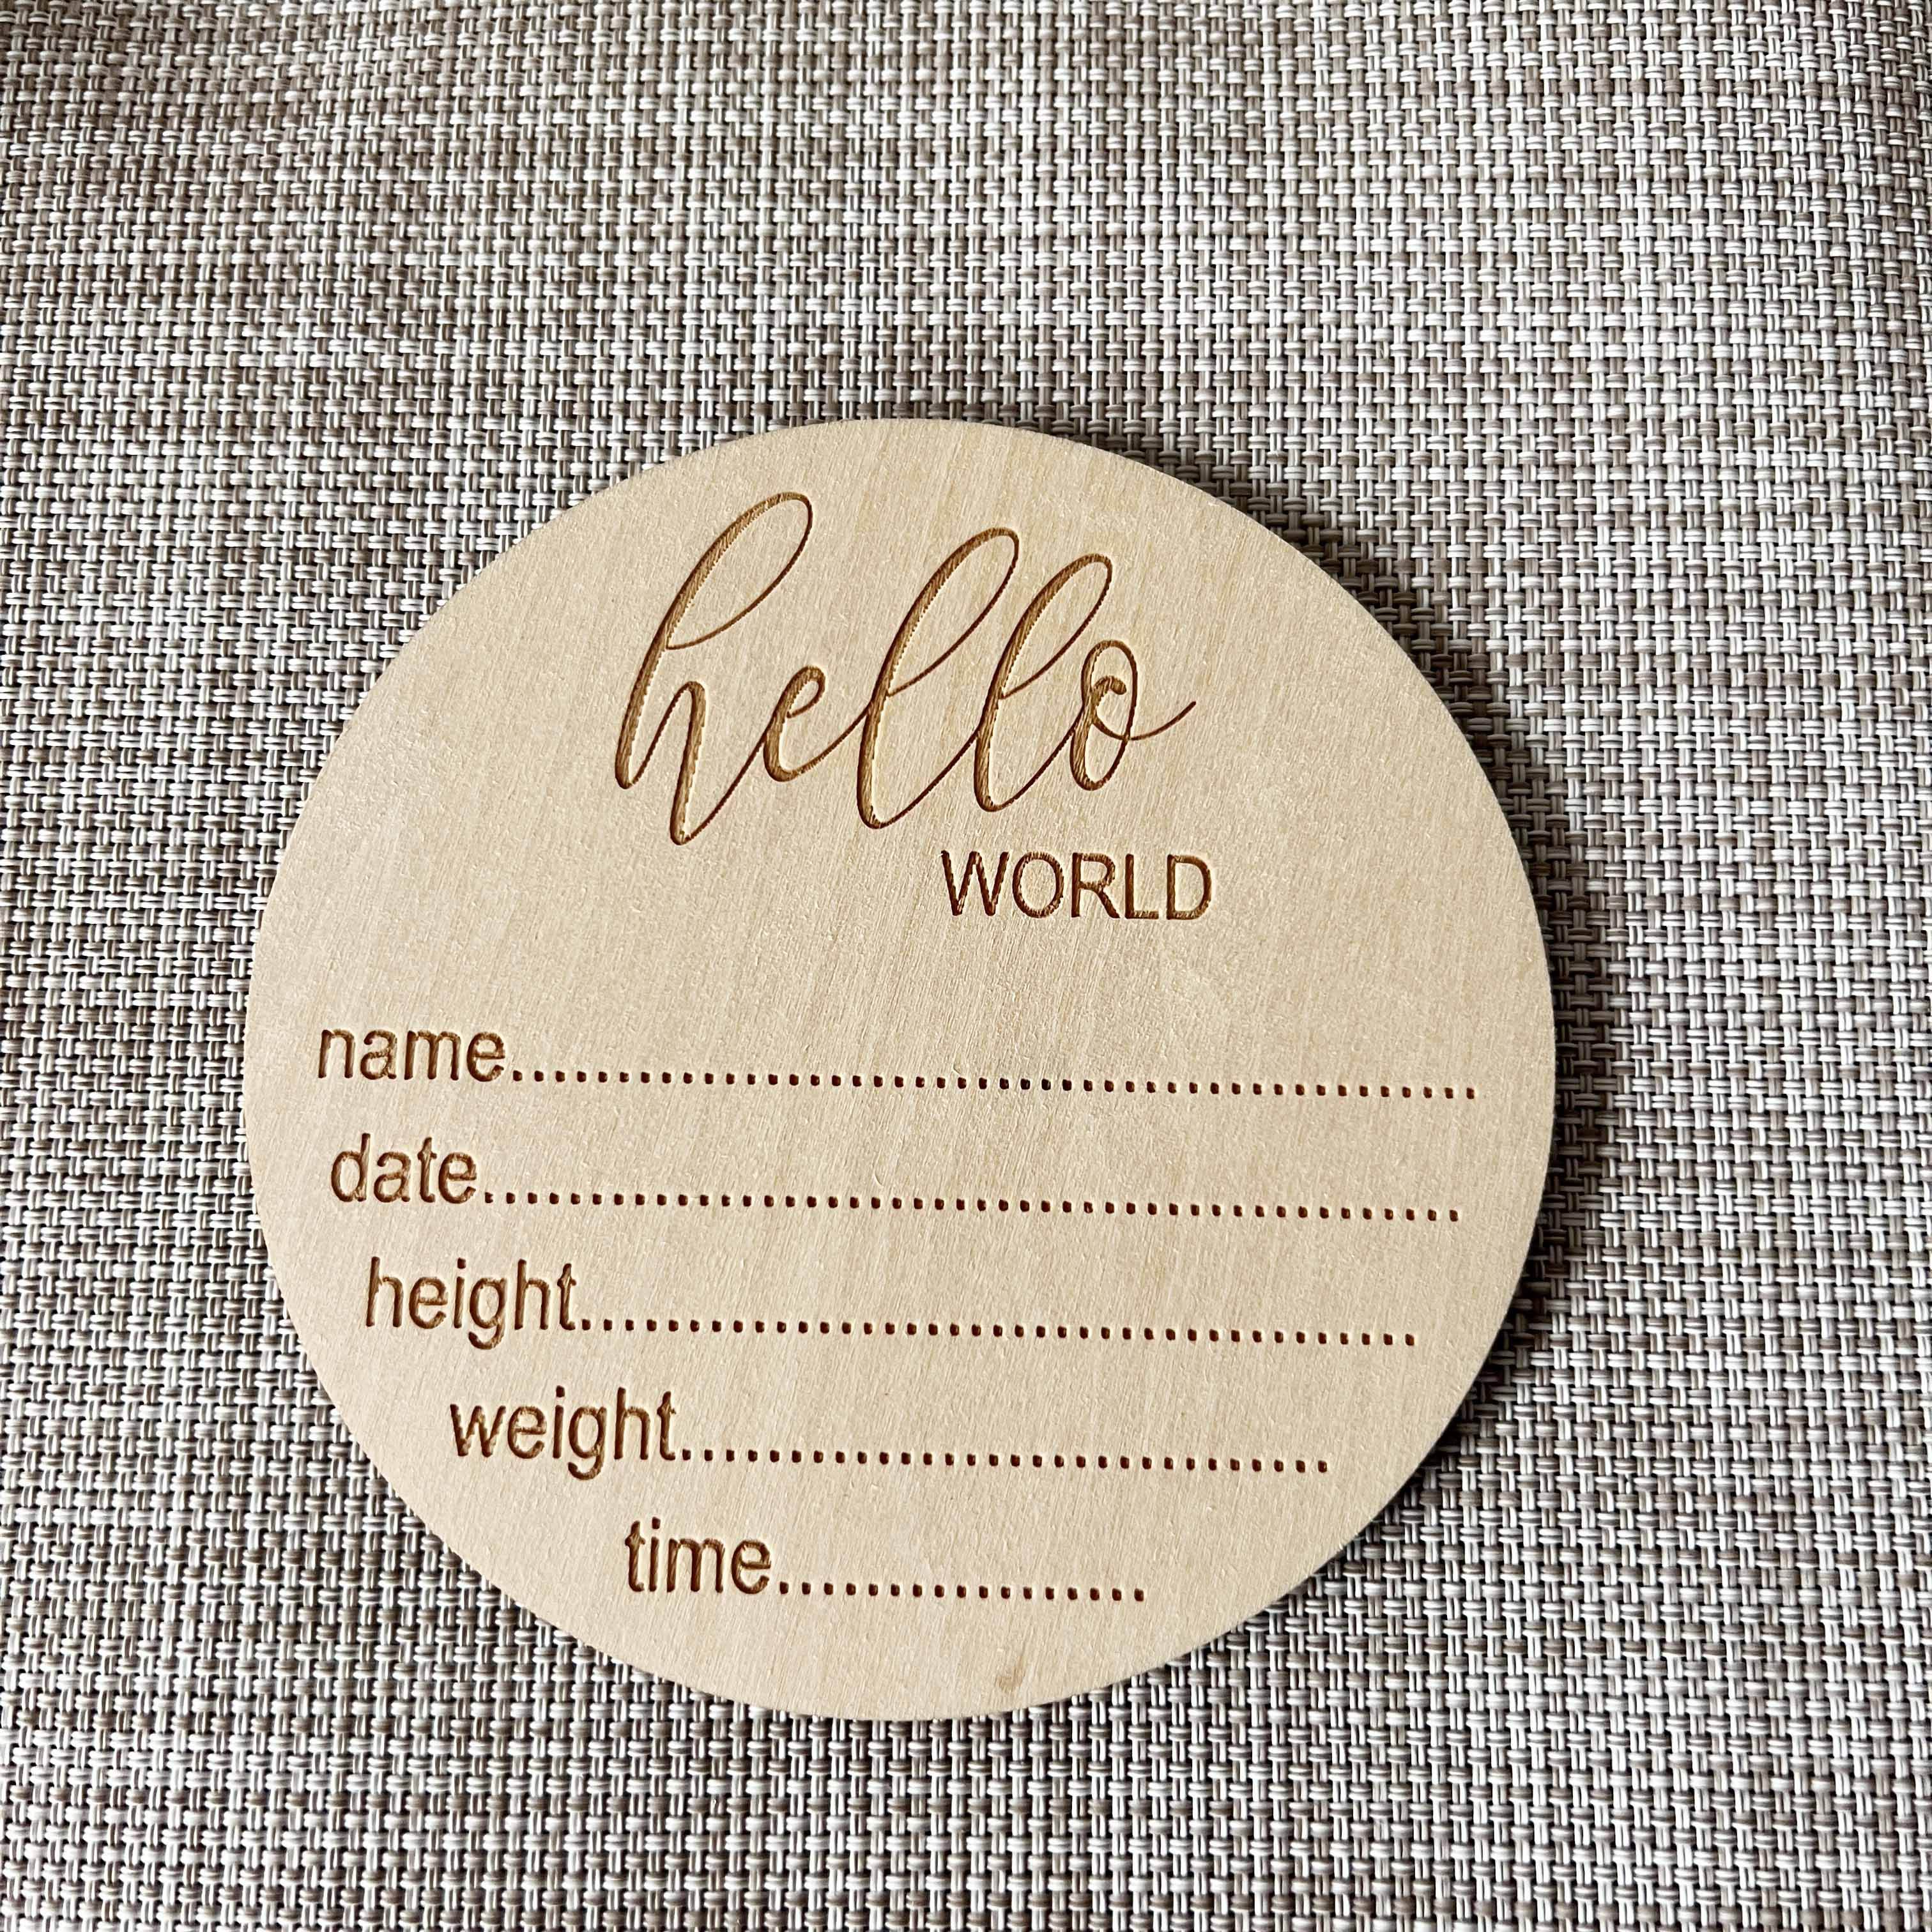 hello
WORLD
name..............................................
date..............................................
height........................................
weight..............................
time.................